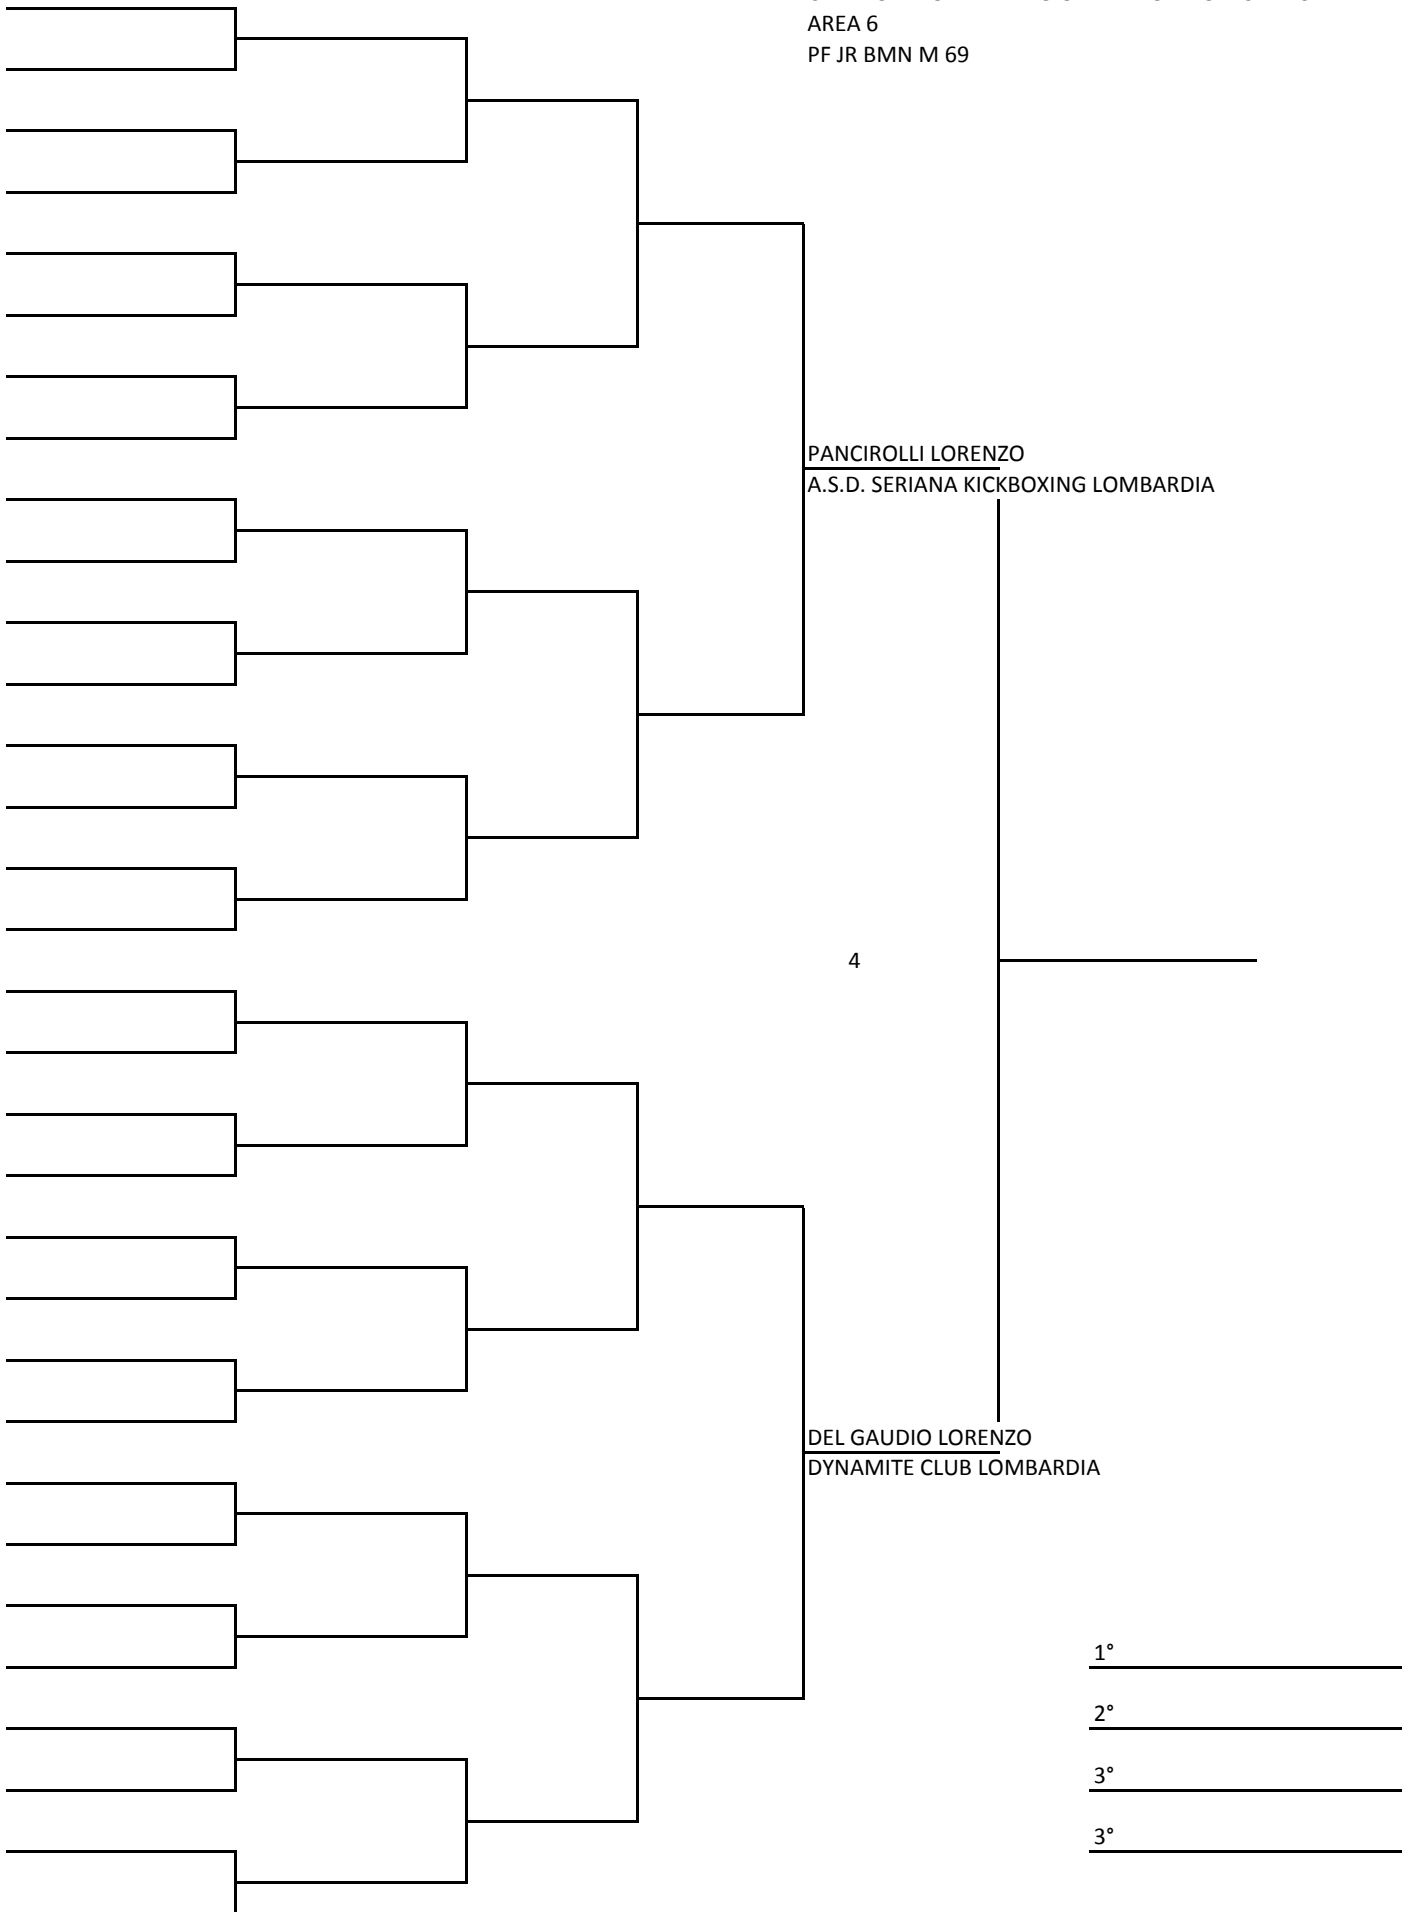 AREA 6
PF JR BMN M 69
PANCIROLLI LORENZO
A.S.D. SERIANA KICKBOXING LOMBARDIA
4
DEL GAUDIO LORENZO
DYNAMITE CLUB LOMBARDIA
1°
2°
3°
3°